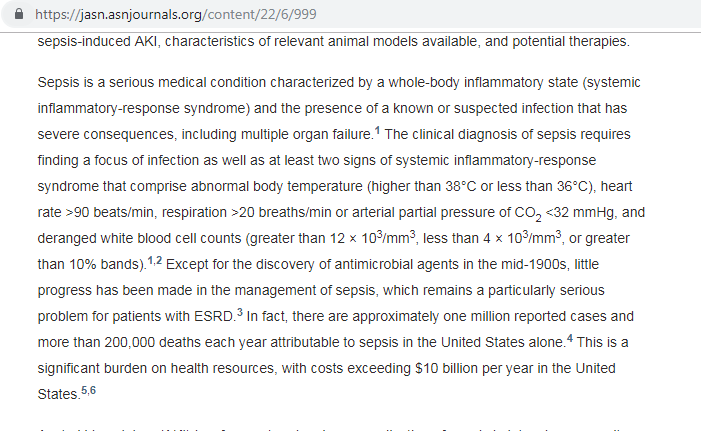 https://jasn.asnjournals.org/content/22/6/999
sepsis-induced AKI, characteristics of relevant animal models available, and potential therapies.
Sepsis is a serious medical condition characterized by a whole-body inflammatory state (systemic
inflammatory-response syndrome) and the presence of a known or suspected infection that has
severe consequences, including multiple organ failure.1 The clinical diagnosis of sepsis requires
finding a focus of infection as well as at least two signs of systemic inflammatory-response
syndrome that comprise abnormal body temperature (higher than 38°C or less than 36°C), heart
rate >90 beats/min, respiration >20 breaths/min or arterial partial pressure of CO2 <32 mmHg, and
deranged white blood cell counts (greater than 12 × 103/mm3, less than 4 × 103/mm3, or greater
than 10% bands).1,2 Except for the discovery of antimicrobial agents in the mid-1900s, little
progress has been made in the management of sepsis, which remains a particularly serious
problem for patients with ESRD.3 In fact, there are approximately one million reported cases and
more than 200,000 deaths each year attributable to sepsis in the United States alone.4 This is a
significant burden on health resources, with costs exceeding $10 billion per year in the United
States.5,6